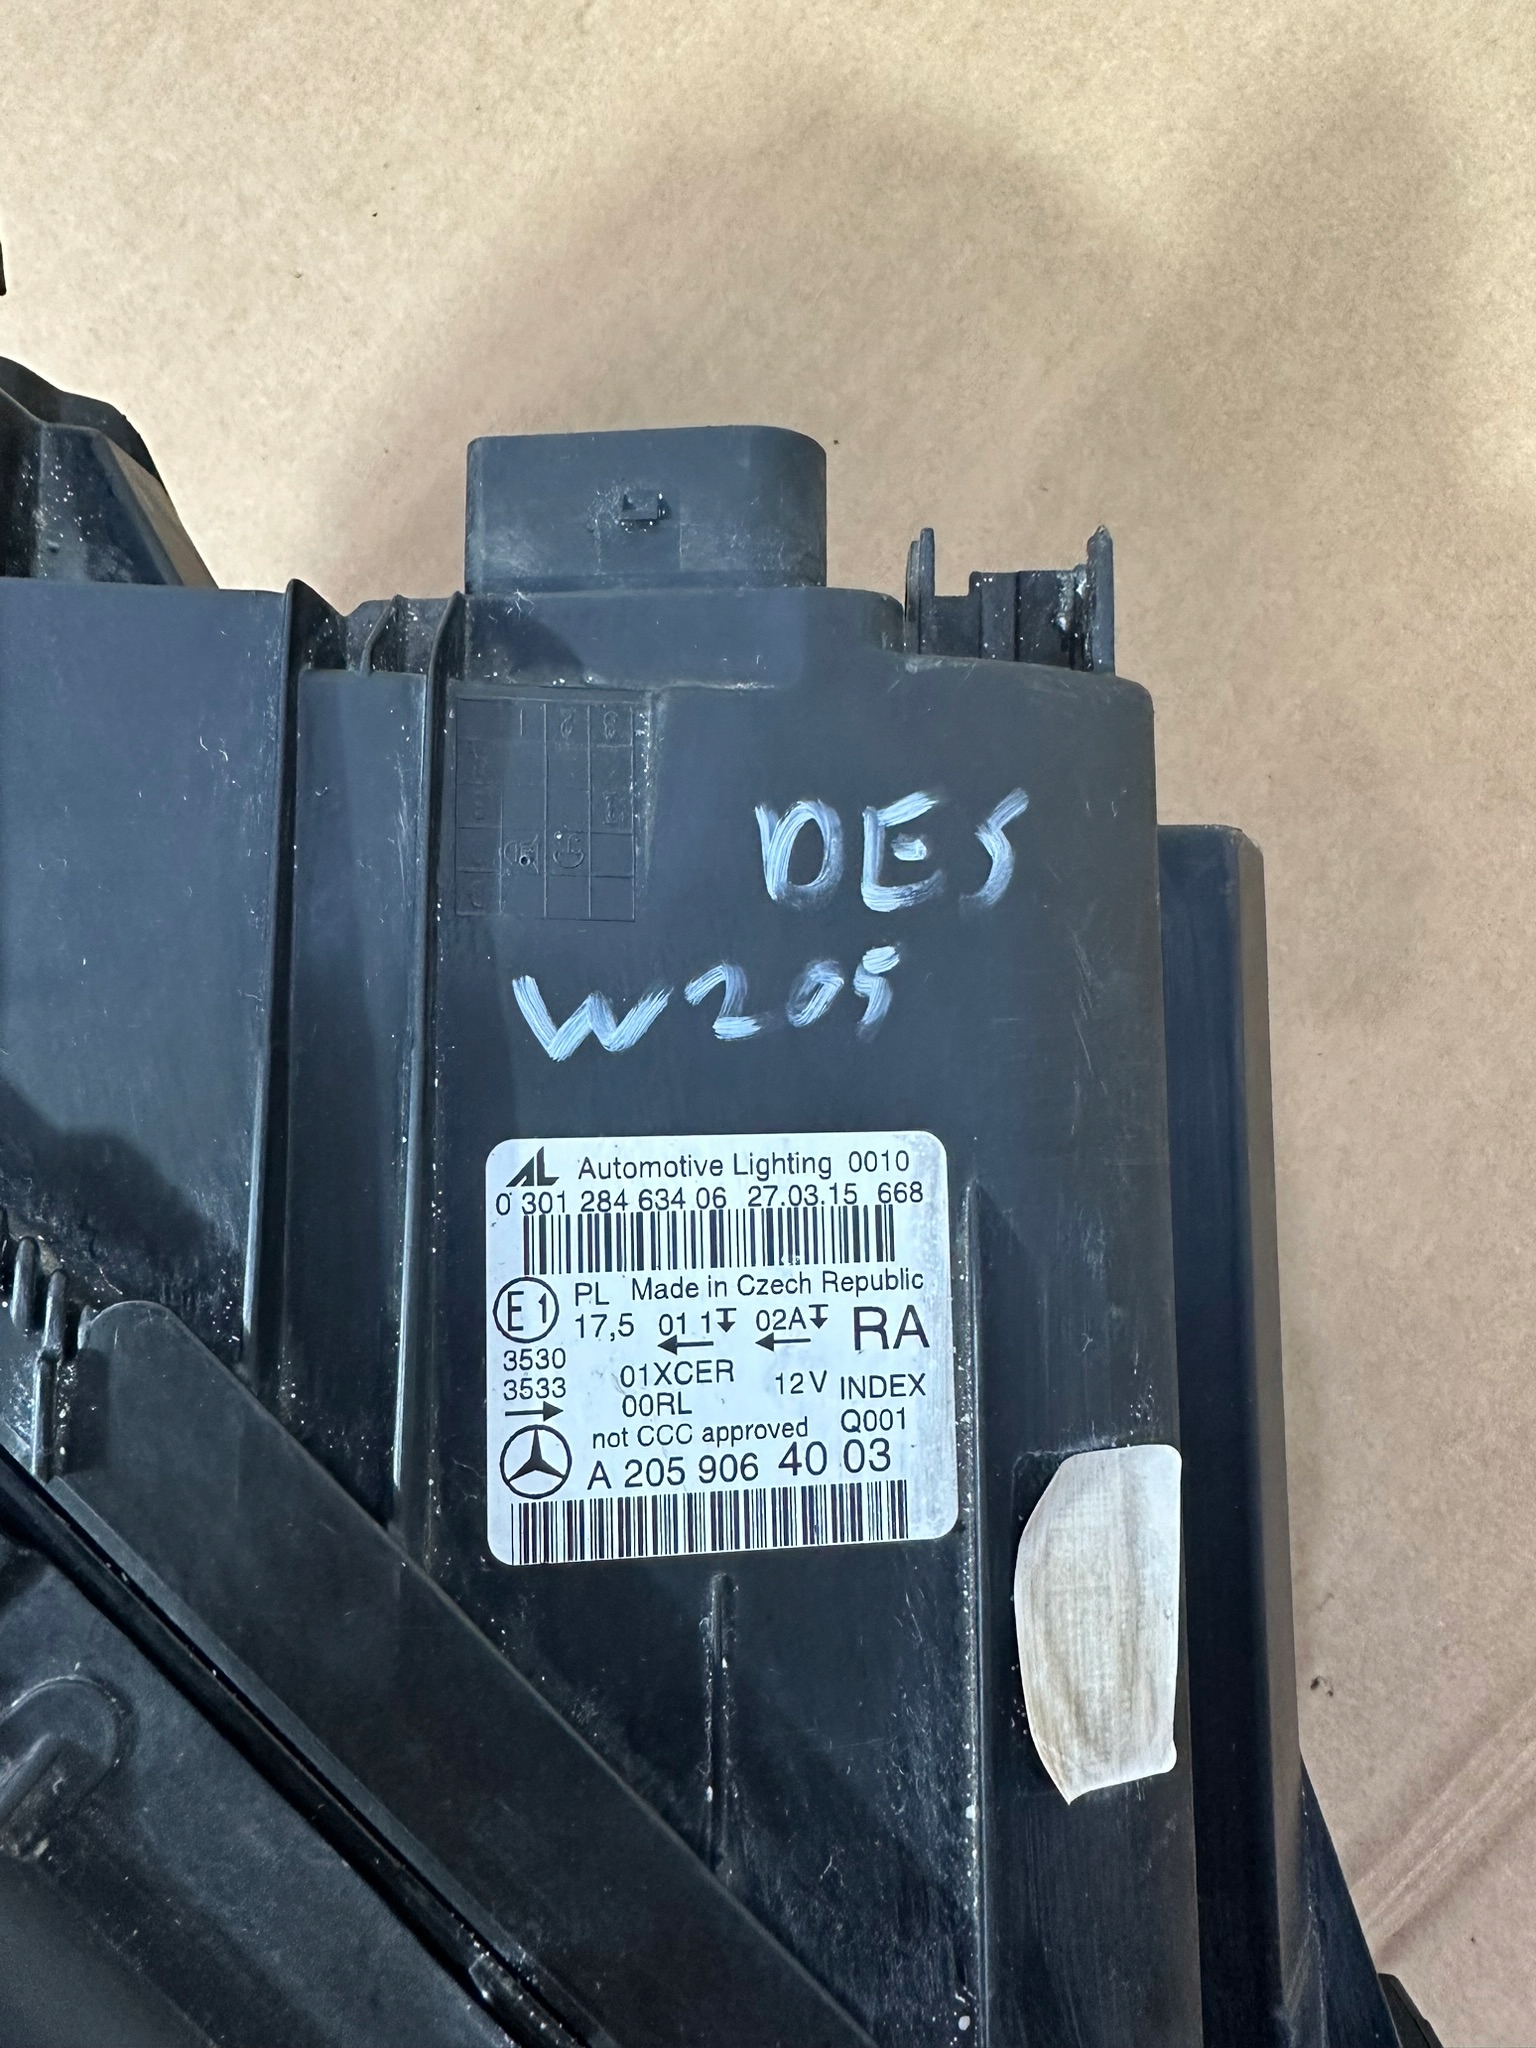 DES
W205
AL Automotive Lighting 0010
0 301 284 634 06 27.03.15 668
E1 PL Made in Czech Republic
17,5 01 1 02A RA
3530
3533
01XCER 12V INDEX
00RL Q001
not CCC approved
A 205 906 40 03